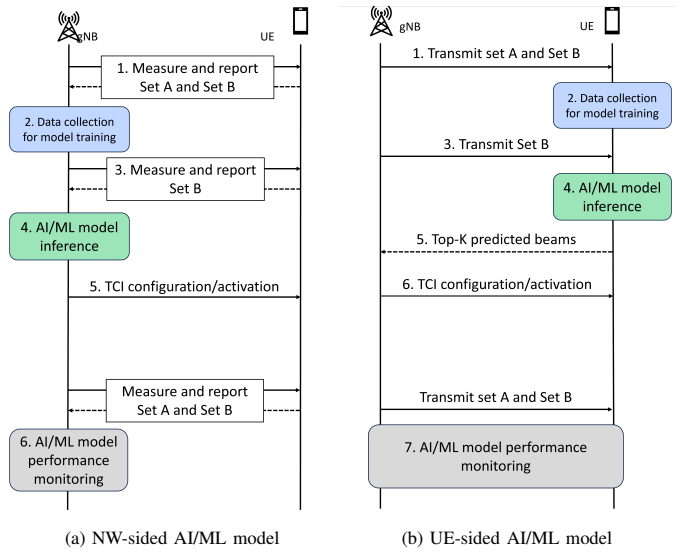 gNB
UE
1. Measure and report
Set A and Set B
2. Data collection
for model training
3. Measure and report
Set B
4. AI/ML model
inference
5. TCI configuration/activation
Measure and report
Set A and Set B
6. AI/ML model
performance
monitoring
(a) NW-sided AI/ML model
gNB
UE
1. Transmit set A and Set B
2. Data collection
for model training
3. Transmit Set B
4. AI/ML model
inference
5. Top-K predicted beams
6. TCI configuration/activation
Transmit set A and Set B
7. AI/ML model performance
monitoring
(b) UE-sided AI/ML model